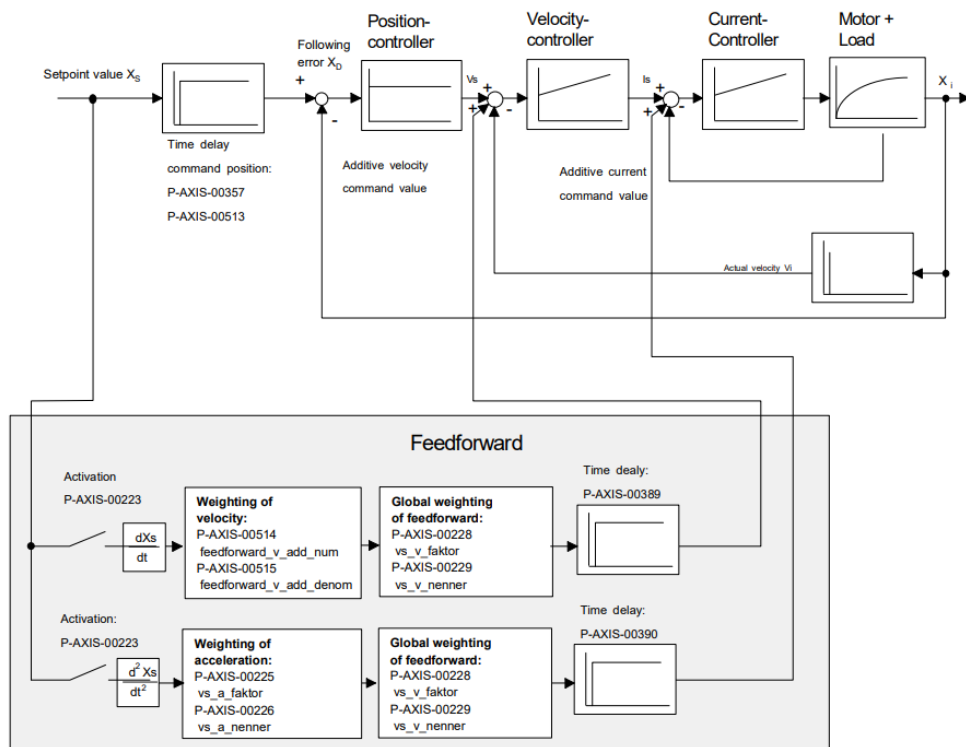 Position-
controller
Velocity-
controller
Current-
Controller
Motor +
Load
Following
error X_D
Setpoint value X_S
+
-
Vs
+
+
-
Is
+
+
-
X i
Time delay
command position:
P-AXIS-00357
P-AXIS-00513
Additive velocity
command value
Additive current
command value
Actual velocity Vi
Feedforward
Activation
P-AXIS-00223
dXs
dt
Weighting of
velocity:
P-AXIS-00514
feedforward_v_add_num
P-AXIS-00515
feedforward_v_add_denom
Global weighting
of feedforward:
P-AXIS-00228
vs_v_faktor
P-AXIS-00229
vs_v_nenner
Time dealy:
P-AXIS-00389
Activation:
P-AXIS-00223
d² Xs
dt²
Weighting of
acceleration:
P-AXIS-00225
vs_a_faktor
P-AXIS-00226
vs_a_nenner
Global weighting
of feedforward:
P-AXIS-00228
vs_v_faktor
P-AXIS-00229
vs_v_nenner
Time delay:
P-AXIS-00390